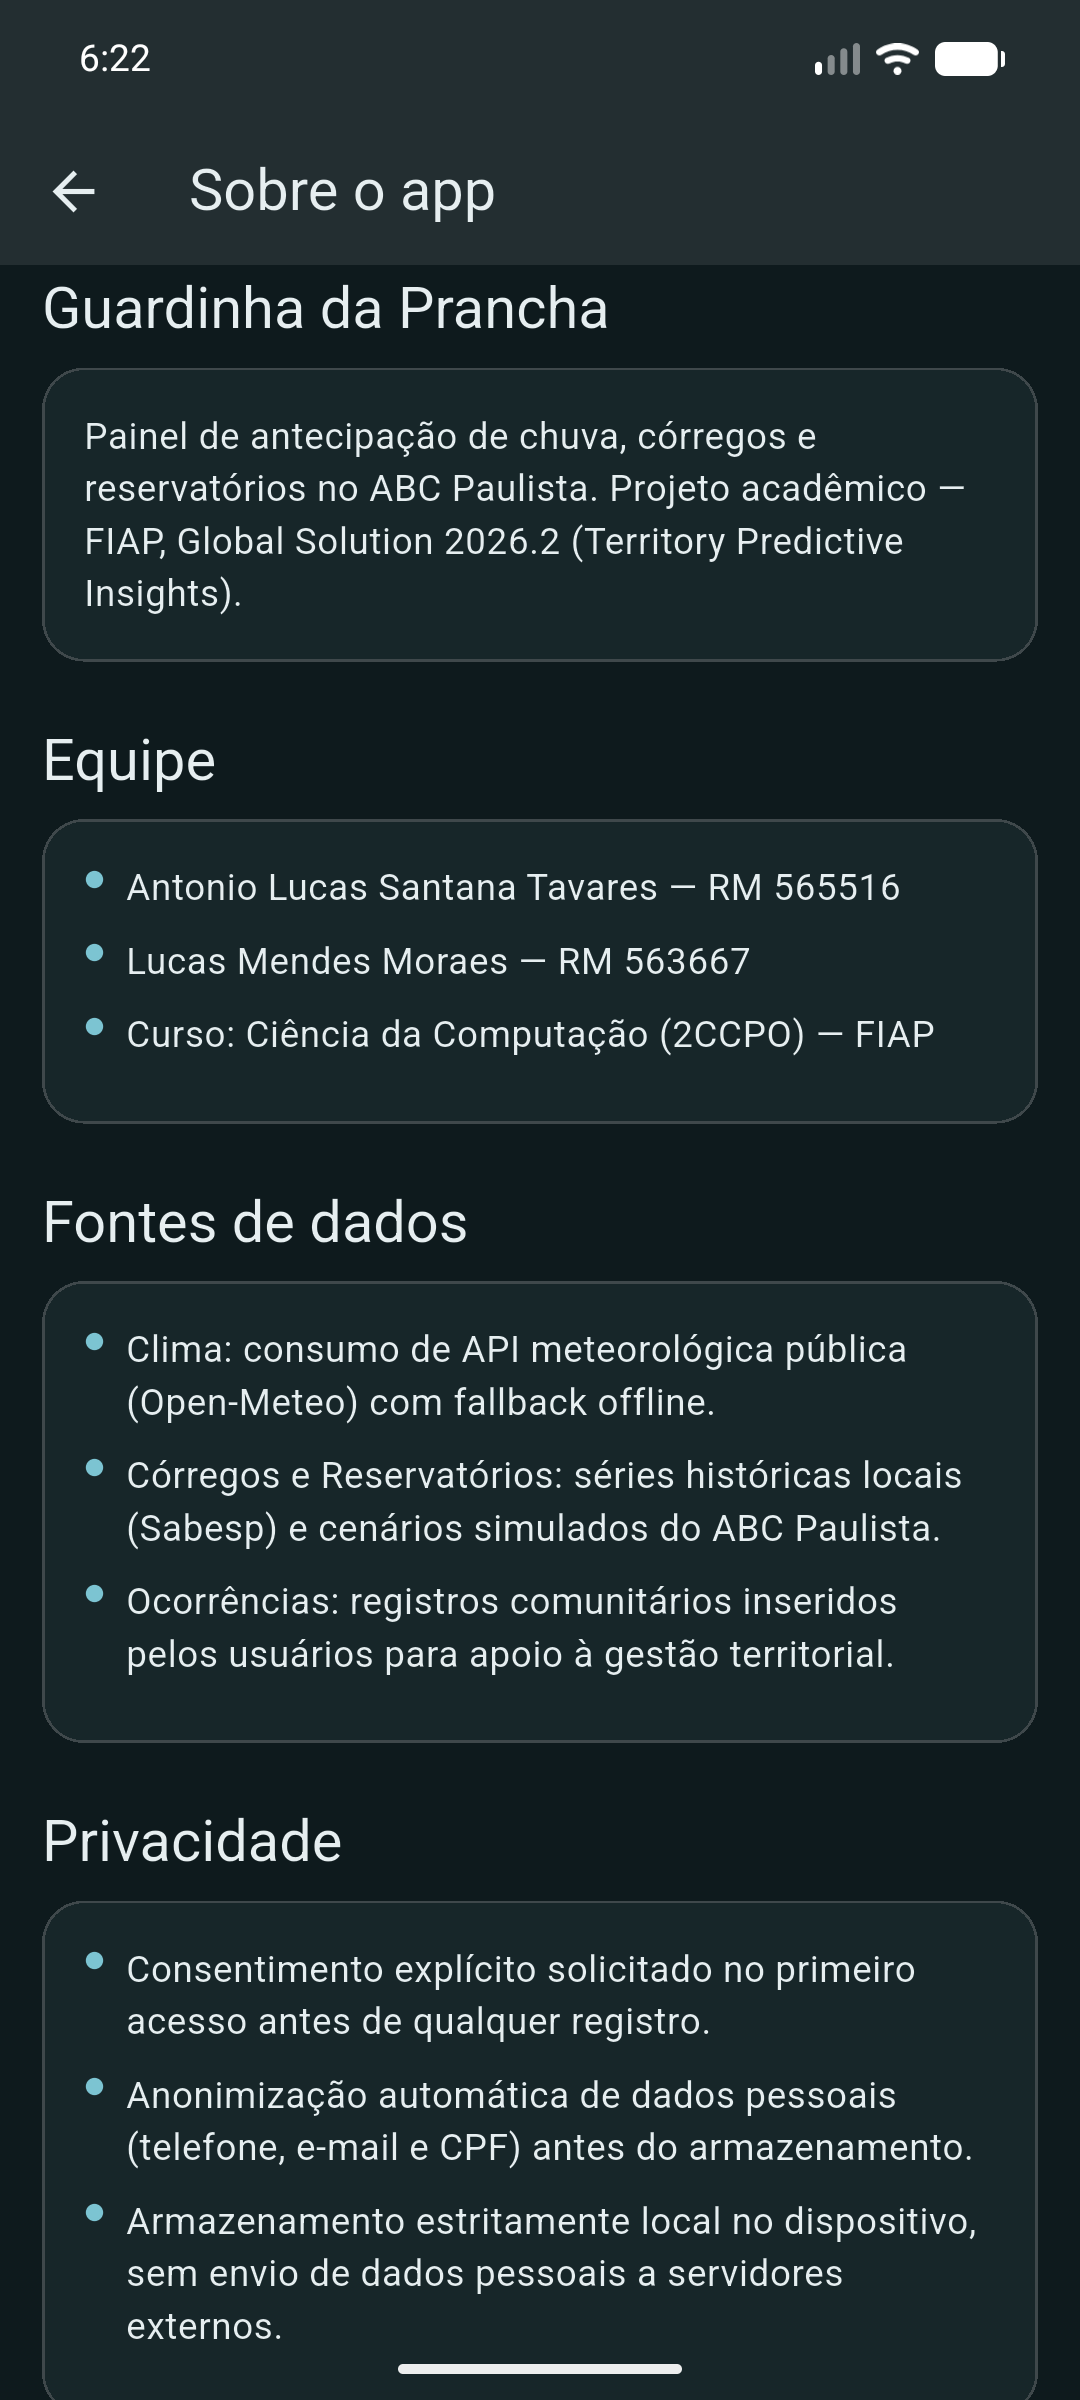 6:22
Sobre o app
Guardinha da Prancha
Painel de antecipação de chuva, córregos e
reservatórios no ABC Paulista. Projeto acadêmico —
FIAP, Global Solution 2026.2 (Territory Predictive
Insights).
Equipe
Antonio Lucas Santana Tavares — RM 565516
Lucas Mendes Moraes — RM 563667
Curso: Ciência da Computação (2CCPO) — FIAP
Fontes de dados
Clima: consumo de API meteorológica pública
(Open-Meteo) com fallback offline.
Córregos e Reservatórios: séries históricas locais
(Sabesp) e cenários simulados do ABC Paulista.
Ocorrências: registros comunitários inseridos
pelos usuários para apoio à gestão territorial.
Privacidade
Consentimento explícito solicitado no primeiro
acesso antes de qualquer registro.
Anonimização automática de dados pessoais
(telefone, e-mail e CPF) antes do armazenamento.
Armazenamento estritamente local no dispositivo,
sem envio de dados pessoais a servidores
externos.